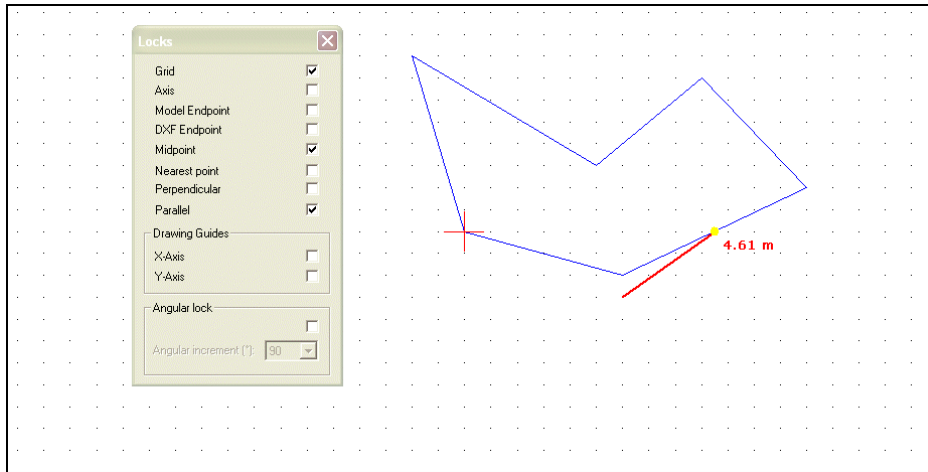 Locks
Grid
Axis
Model Endpoint
DXF Endpoint
Midpoint
Nearest point
Perpendicular
Parallel
Drawing Guides
X-Axis
Y-Axis
Angular lock
Angular increment (°): 90
4.61 m